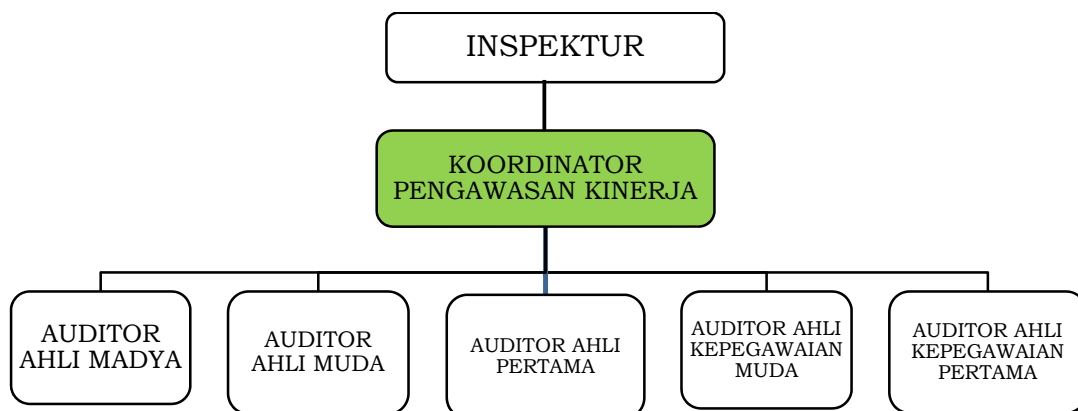 INSPEKTUR
KOORDINATOR
PENGAWASAN KINERJA
AUDITOR
AHLI MADYA
AUDITOR
AHLI MUDA
AUDITOR AHLI
PERTAMA
AUDITOR AHLI
KEPEGAWAIAN
MUDA
AUDITOR AHLI
KEPEGAWAIAN
PERTAMA